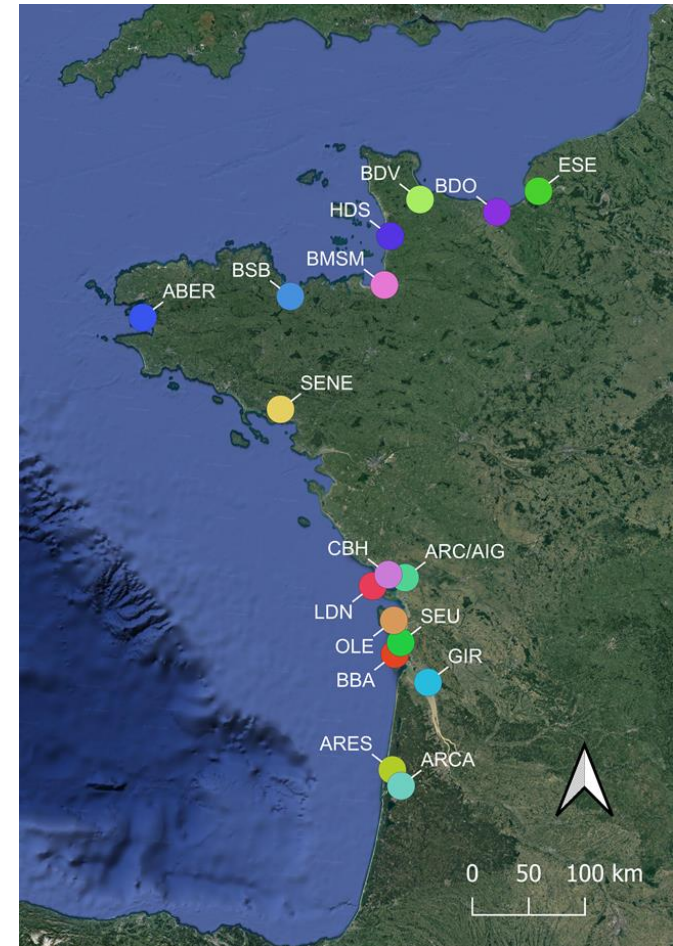 ESE
BDV
BDO
HDS
BMSM
BSB
ABER
SENE
CBH
ARC/AIG
LDN
SEU
OLE
GIR
BBA
ARES
ARCA
0 50 100 km